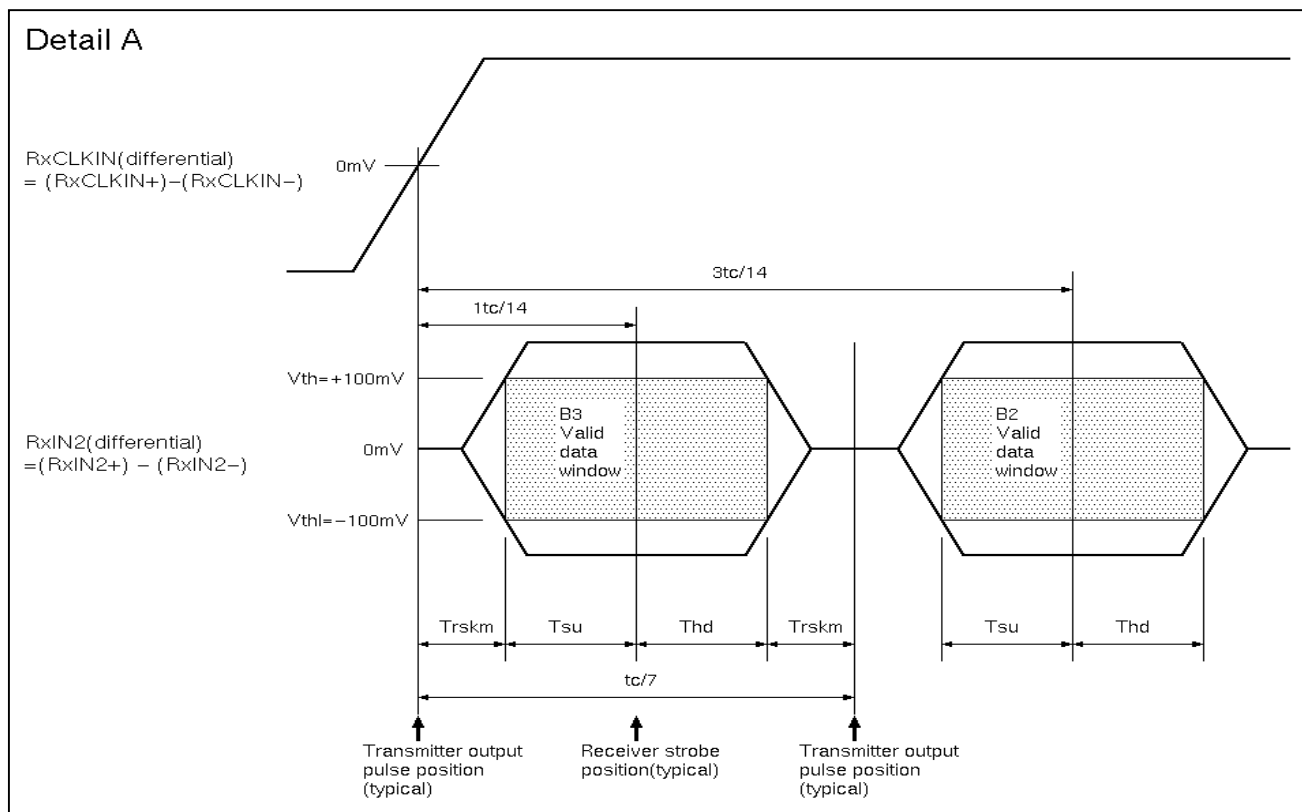 Detail A
RxCLKIN(differential)
= (RxCLKIN+)-(RxCLKIN-)
0mV
3tc/14
1tc/14
Vth=+100mV
RxIN2(differential)
=(RxIN2+) - (RxIN2-)
0mV
Vthl=-100mV
B3
Valid
data
window
B2
Valid
data
window
Trskm
Tsu
Thd
Trskm
Tsu
Thd
tc/7
Transmitter output
pulse position
(typical)
Receiver strobe
position(typical)
Transmitter output
pulse position
(typical)